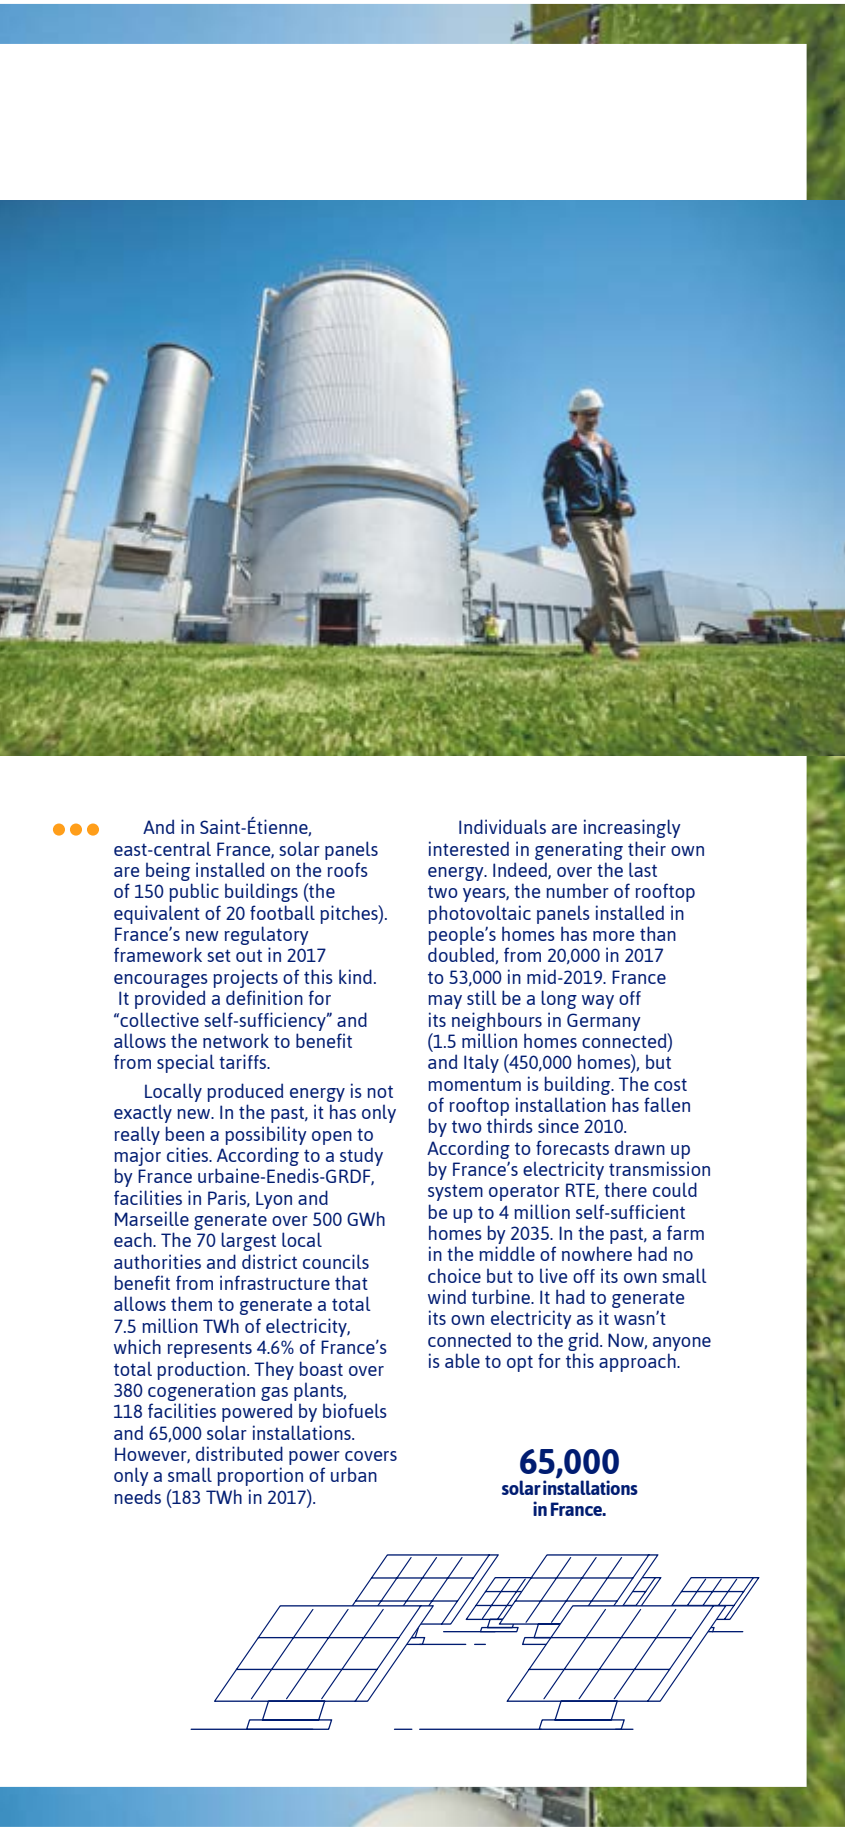 And in Saint-Étienne,
east-central France, solar panels
are being installed on the roofs
of 150 public buildings (the
equivalent of 20 football pitches).
France’s new regulatory
framework set out in 2017
encourages projects of this kind.
It provided a definition for
“collective self-sufficiency” and
allows the network to benefit
from special tariffs.
Locally produced energy is not
exactly new. In the past, it has only
really been a possibility open to
major cities. According to a study
by France urbaine-Enedis-GRDF,
facilities in Paris, Lyon and
Marseille generate over 500 GWh
each. The 70 largest local
authorities and district councils
benefit from infrastructure that
allows them to generate a total
7.5 million TWh of electricity,
which represents 4.6% of France’s
total production. They boast over
380 cogeneration gas plants,
118 facilities powered by biofuels
and 65,000 solar installations.
However, distributed power covers
only a small proportion of urban
needs (183 TWh in 2017).
Individuals are increasingly
interested in generating their own
energy. Indeed, over the last
two years, the number of rooftop
photovoltaic panels installed in
people’s homes has more than
doubled, from 20,000 in 2017
to 53,000 in mid-2019. France
may still be a long way off
its neighbours in Germany
(1.5 million homes connected)
and Italy (450,000 homes), but
momentum is building. The cost
of rooftop installation has fallen
by two thirds since 2010.
According to forecasts drawn up
by France’s electricity transmission
system operator RTE, there could
be up to 4 million self-sufficient
homes by 2035. In the past, a farm
in the middle of nowhere had no
choice but to live off its own small
wind turbine. It had to generate
its own electricity as it wasn’t
connected to the grid. Now, anyone
is able to opt for this approach.
65,000
solar installations
in France.